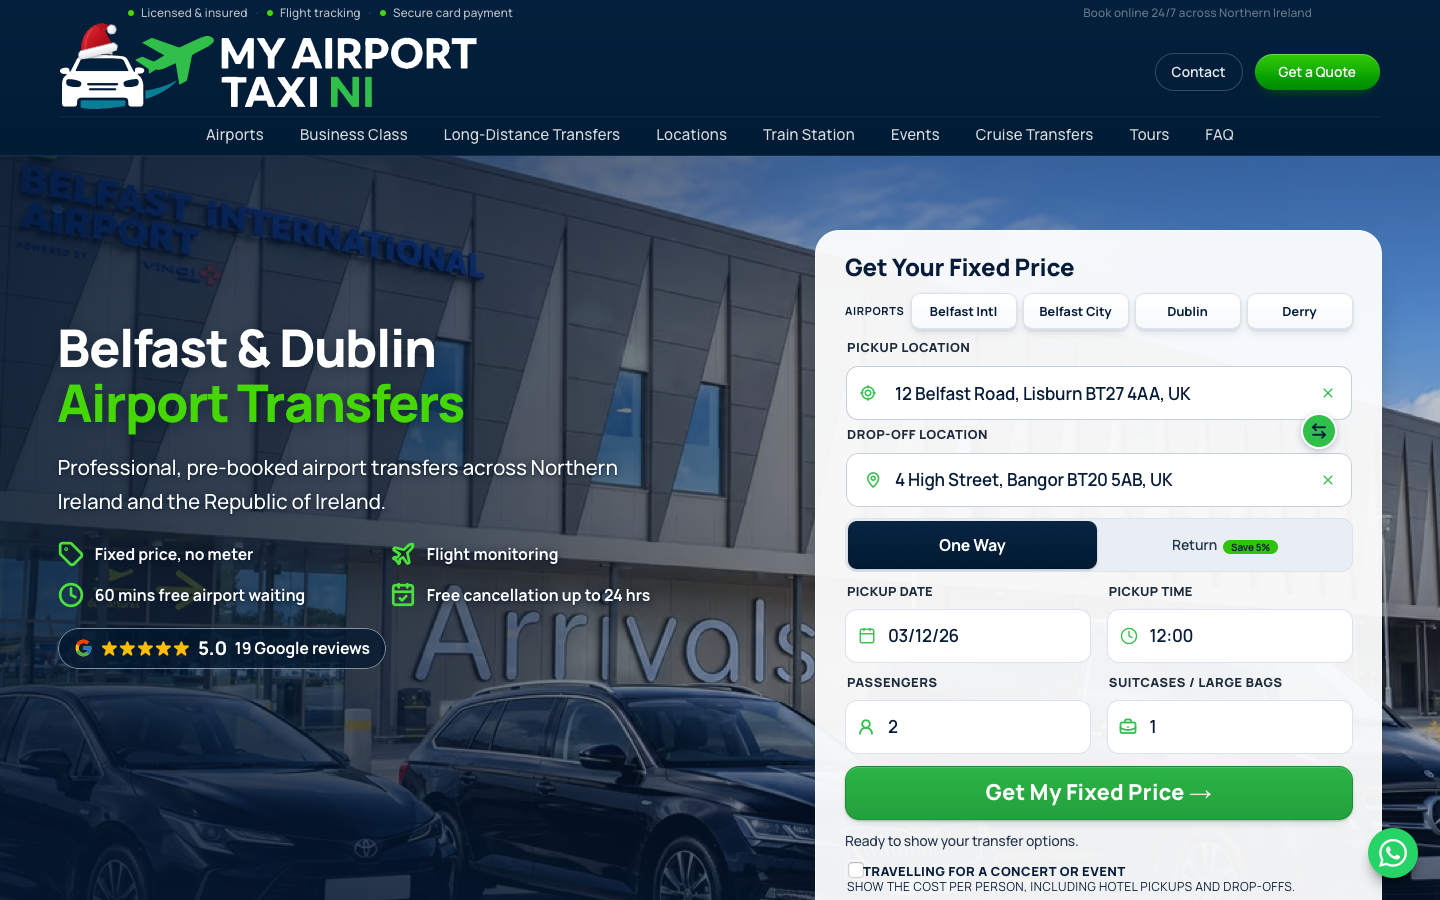 Licensed & insured · Flight tracking · Secure card payment
Book online 24/7 across Northern Ireland
MY AIRPORT
TAXI NI
Contact
Get a Quote
Airports Business Class Long-Distance Transfers Locations Train Station Events Cruise Transfers Tours FAQ
BELFAST INTERNATIONAL
AIRPORT
POWERED BY
VINCI
Belfast & Dublin
Airport Transfers
Professional, pre-booked airport transfers across Northern
Ireland and the Republic of Ireland.
Fixed price, no meter
Flight monitoring
60 mins free airport waiting
Free cancellation up to 24 hrs
5.0 19 Google reviews
Arrivals
Get Your Fixed Price
AIRPORTS Belfast Intl Belfast City Dublin Derry
PICKUP LOCATION
12 Belfast Road, Lisburn BT27 4AA, UK
DROP-OFF LOCATION
4 High Street, Bangor BT20 5AB, UK
One Way
Return Save 5%
PICKUP DATE
PICKUP TIME
03/12/26
12:00
PASSENGERS
SUITCASES / LARGE BAGS
2
1
Get My Fixed Price →
Ready to show your transfer options.
TRAVELLING FOR A CONCERT OR EVENT
SHOW THE COST PER PERSON, INCLUDING HOTEL PICKUPS AND DROP-OFFS.